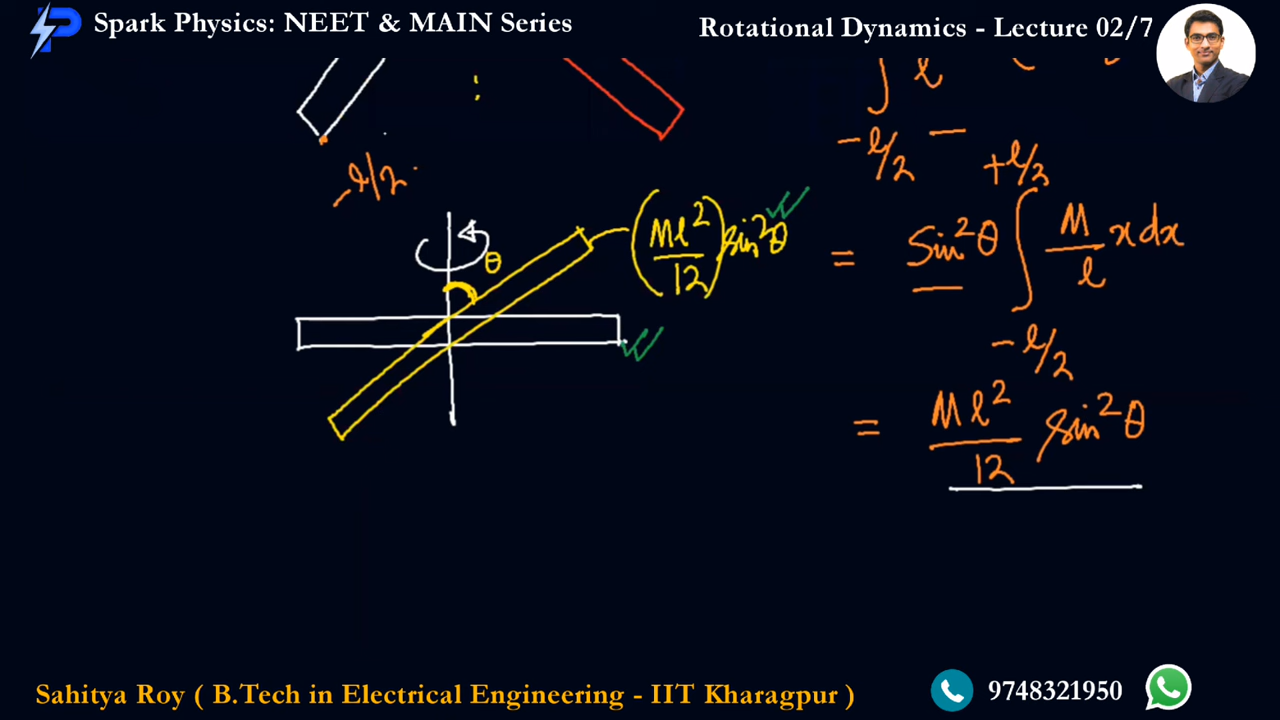 Spark Physics: NEET & MAIN Series
Rotational Dynamics - Lecture 02/7
∫ l
-l/2
-l/2
+l/2
(Ml²/12) sin²θ
= sin²θ ∫ M/l x dx
θ
-l/2
= Ml²/12 sin²θ
Sahitya Roy ( B.Tech in Electrical Engineering - IIT Kharagpur )
9748321950